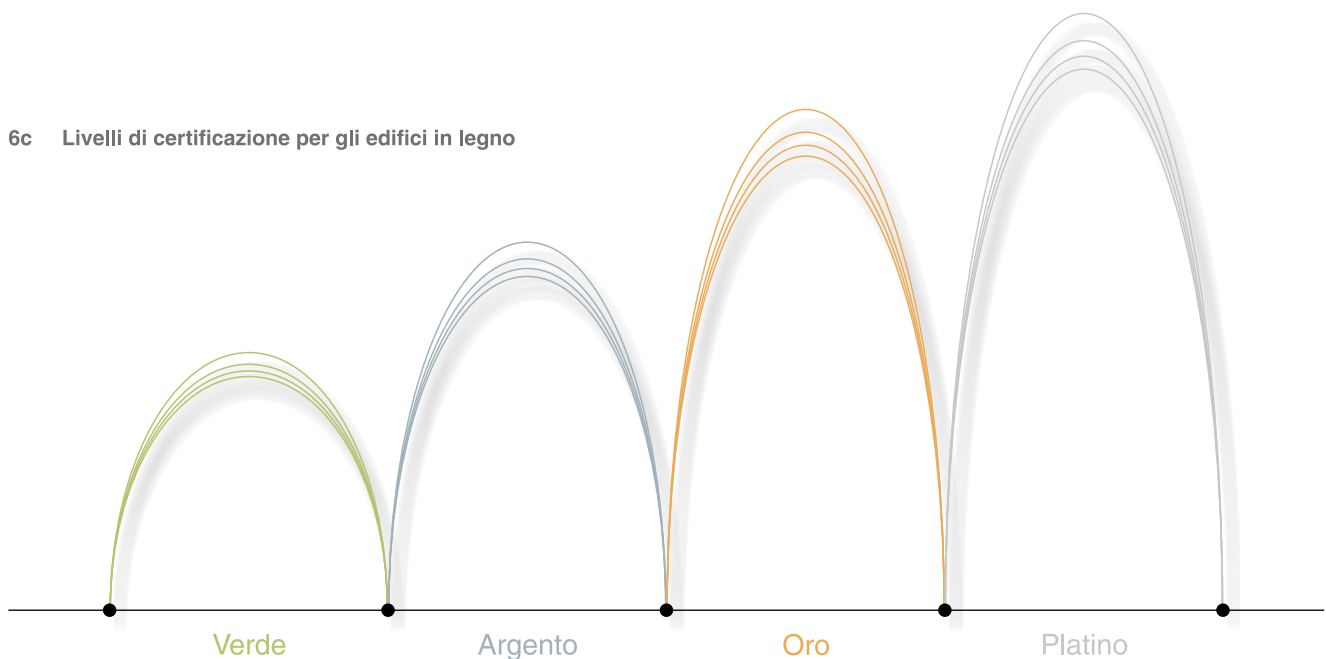 6c Livelli di certificazione per gli edifici in legno
Verde Argento Oro Platino